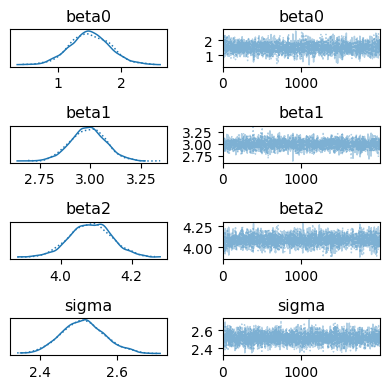 beta0 beta0
2
1
1 2 0 1000
beta1 beta1
3.25
3.00
2.75
2.75 3.00 3.25 0 1000
beta2 beta2
4.25
4.00
4.0 4.2 0 1000
sigma sigma
2.6
2.4
2.4 2.6 0 1000